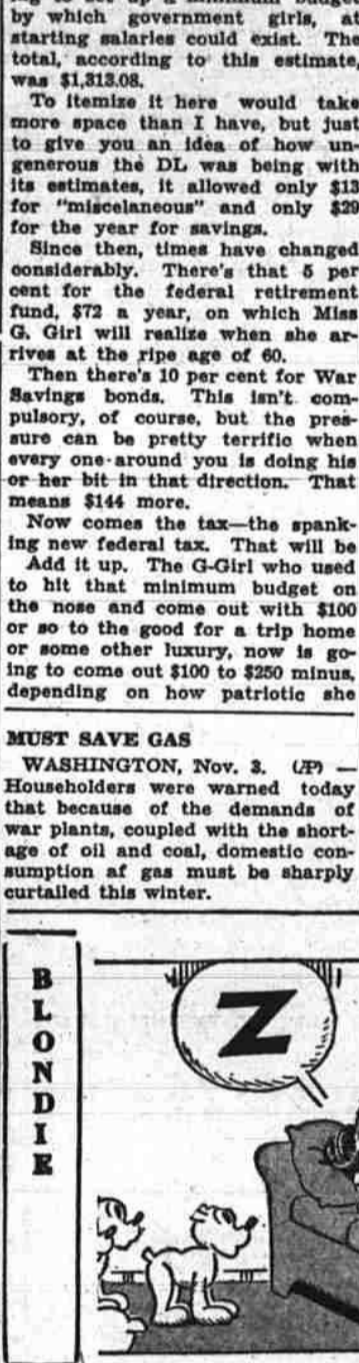 ing to set up a minimum budget
by which government girls, at
starting salaries could exist. The
total, according to this estimate,
was $1,313.08.
To itemize it here would take
more space than I have, but just
to give you an idea of how un-
generous the DL was being with
its estimates, it allowed only $13
for "miscelaneous" and only $29
for the year for savings.
Since then, times have changed
considerably. There's that 5 per
cent for the federal retirement
fund, $72 a year, on which Miss
G. Girl will realize when she ar-
rives at the ripe age of 60.
Then there's 10 per cent for War
Savings bonds. This isn't com-
pulsory, of course, but the pres-
sure can be pretty terrific when
every one around you is doing his
or her bit in that direction. That
means $144 more.
Now comes the tax—the spank-
ing new federal tax. That will be
Add it up. The G-Girl who used
to hit that minimum budget on
the nose and come out with $100
or so to the good for a trip home
or some other luxury, now is go-
ing to come out $100 to $250 minus,
depending on how patriotic she
MUST SAVE GAS
WASHINGTON, Nov. 3. (AP) —
Householders were warned today
that because of the demands of
war plants, coupled with the short-
age of oil and coal, domestic con-
sumption af gas must be sharply
curtailed this winter.
BLONDIE
Z